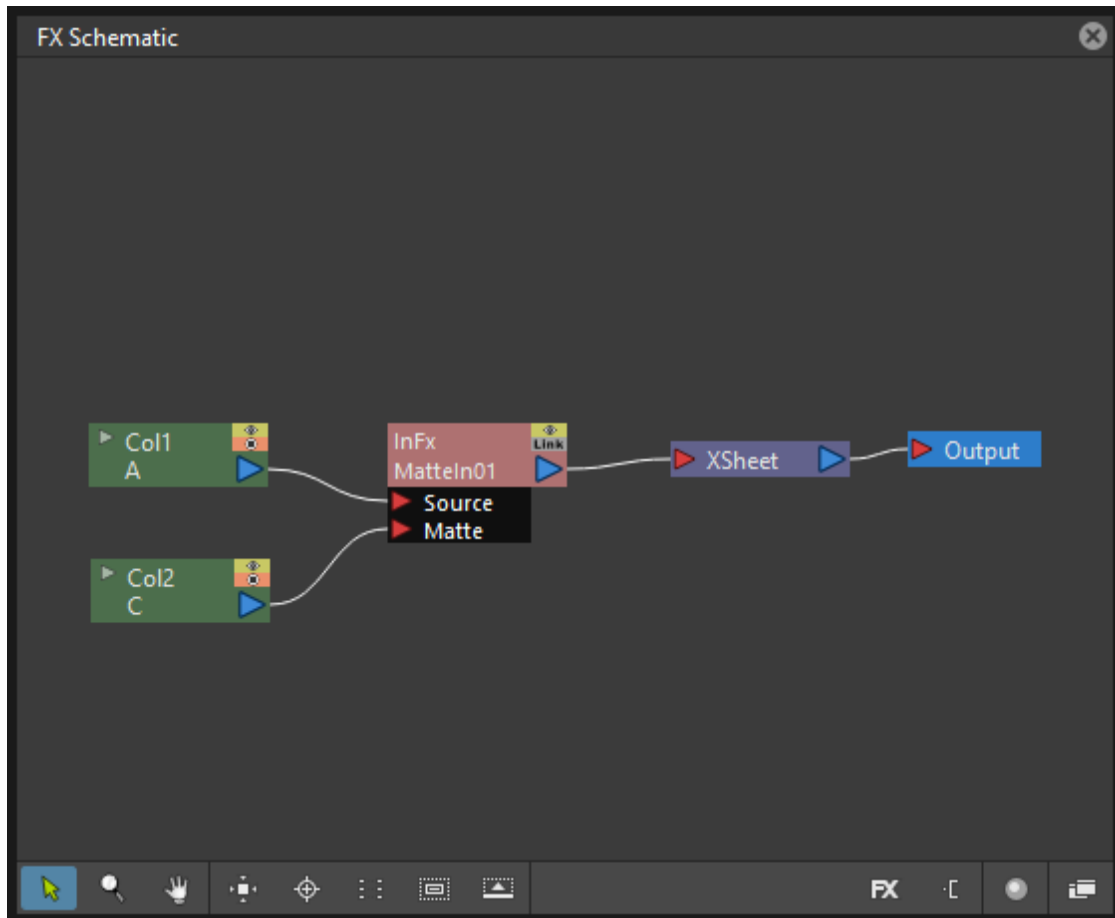 FX Schematic
Col1
A
InFx
Link
MatteIn01
Source
Matte
XSheet
Output
Col2
C
FX